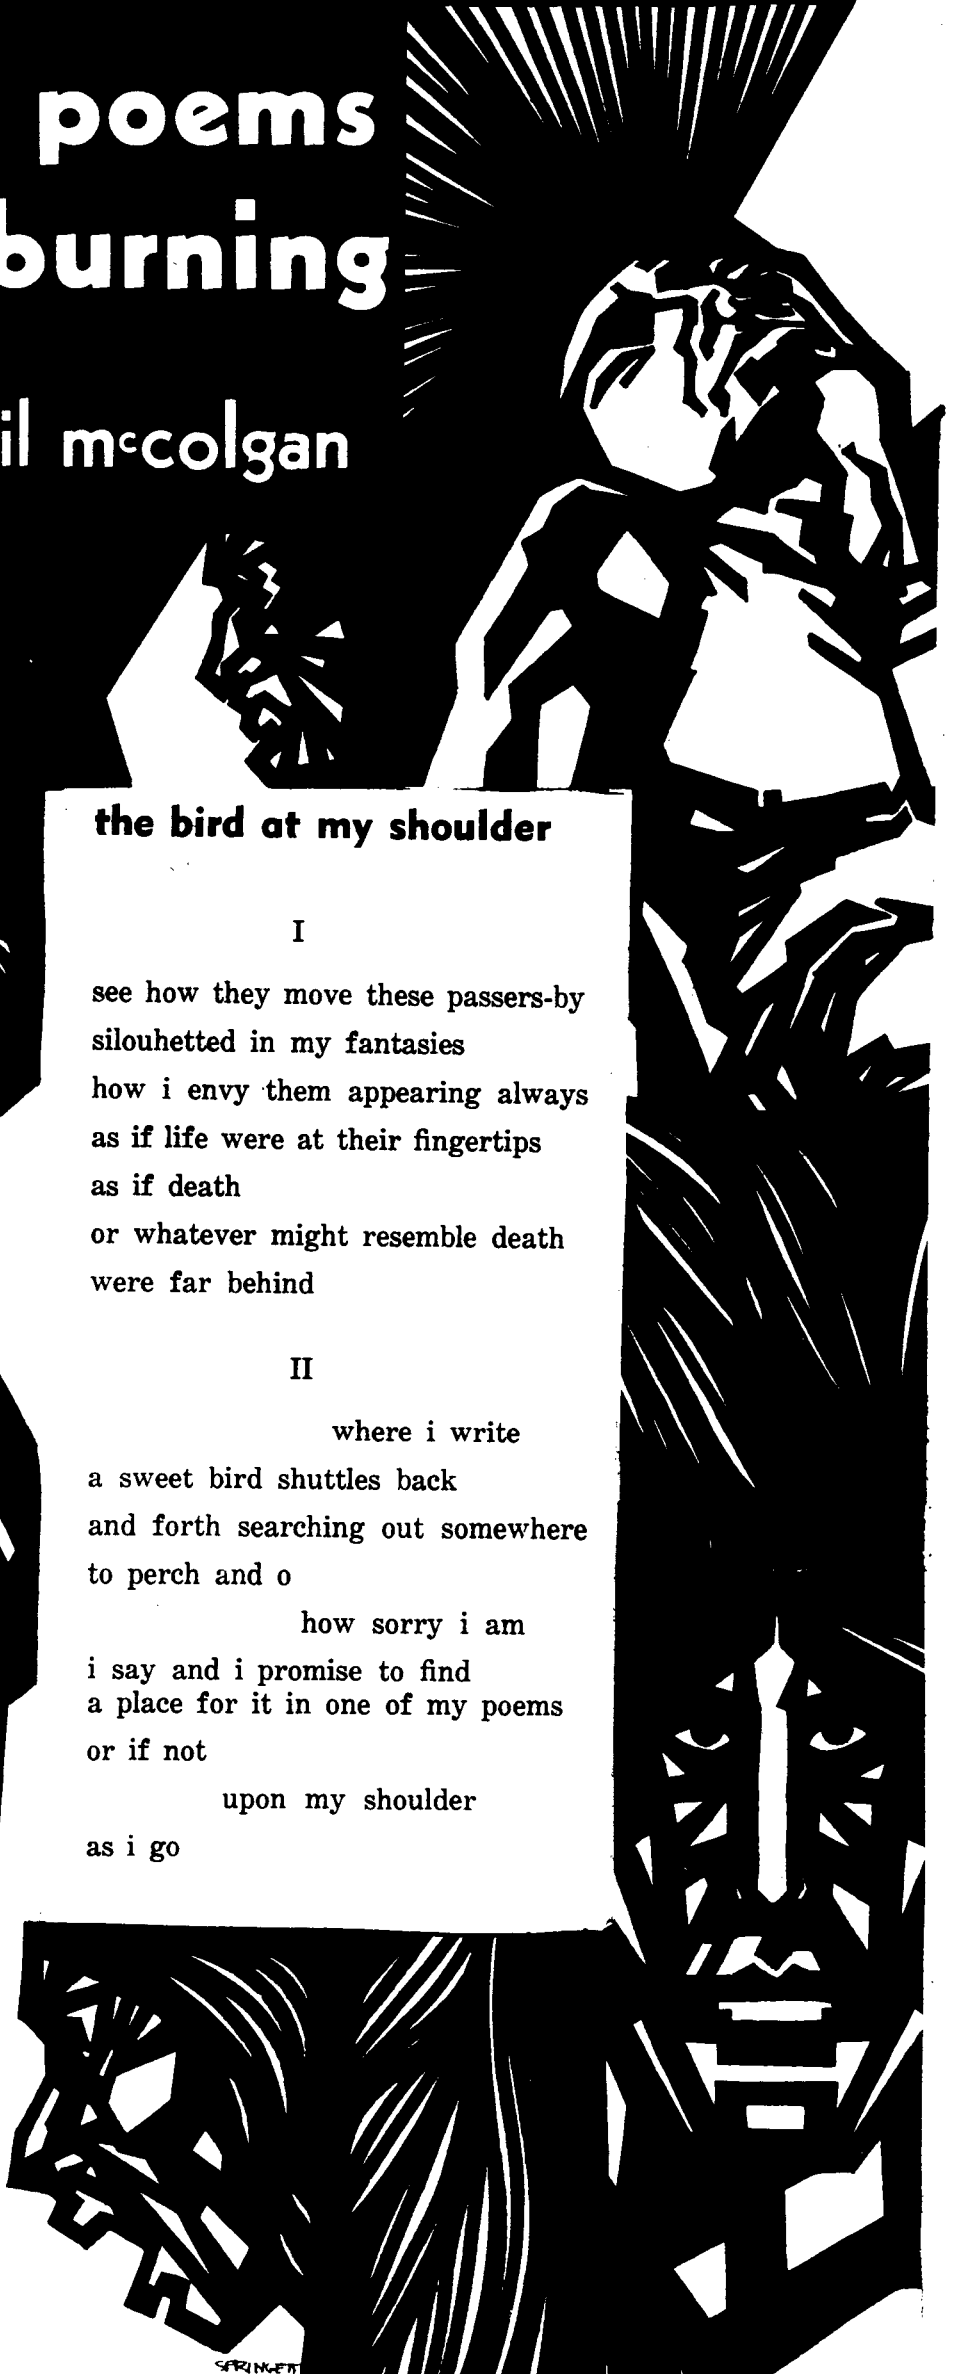 poems
burning
il mccolgan
the bird at my shoulder
I
see how they move these passers-by
silouhetted in my fantasies
how i envy them appearing always
as if life were at their fingertips
as if death
or whatever might resemble death
were far behind
II
where i write
a sweet bird shuttles back
and forth searching out somewhere
to perch and o
how sorry i am
i say and i promise to find
a place for it in one of my poems
or if not
upon my shoulder
as i go